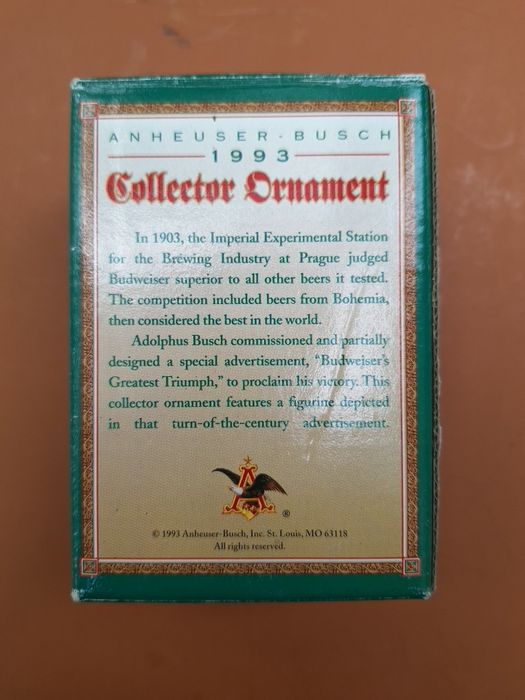 ANHEUSER-BUSCH
1993
Collector Ornament
In 1903, the Imperial Experimental Station
for the Brewing Industry at Prague judged
Budweiser superior to all other beers it tested.
The competition included beers from Bohemia,
then considered the best in the world.
Adolphus Busch commissioned and partially
designed a special advertisement, "Budweiser's
Greatest Triumph," to proclaim his victory. This
collector ornament features a figurine depicted
in that turn-of-the-century advertisement.
A
®
© 1993 Anheuser-Busch, Inc. St. Louis, MO 63118
All rights reserved.